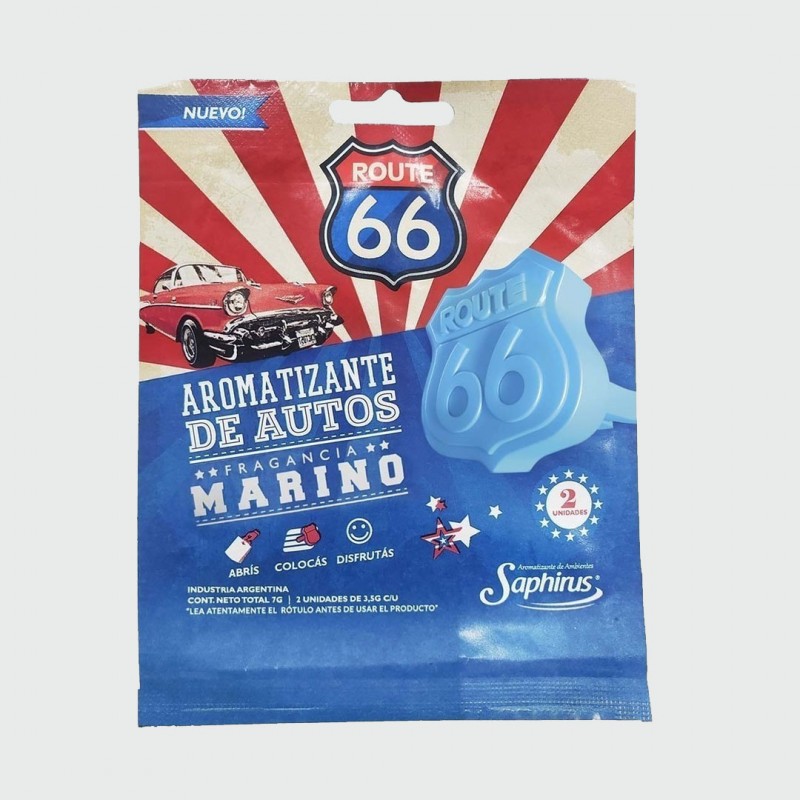 NUEVO!
ROUTE
66
ROUTE
66
AROMATIZANTE
DE AUTOS
FRAGANCIA
MARINO
2
UNIDADES
ABRÍS
COLOCÁS
DISFRUTÁS
Aromatizante de Ambientes
Saphirus®
INDUSTRIA ARGENTINA
CONT. NETO TOTAL 7G | 2 UNIDADES DE 3,5G C/U
"LEA ATENTAMENTE EL RÓTULO ANTES DE USAR EL PRODUCTO"